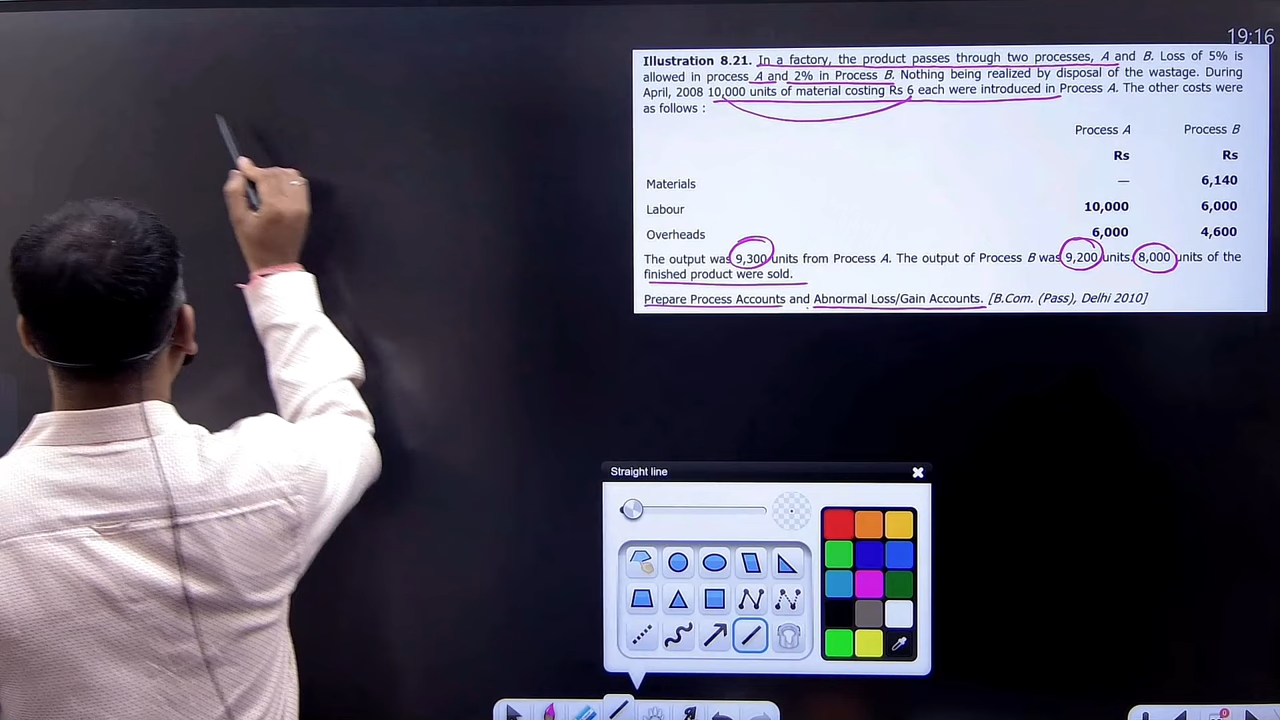 19:16
Illustration 8.21. In a factory, the product passes through two processes, A and B. Loss of 5% is
allowed in process A and 2% in Process B. Nothing being realized by disposal of the wastage. During
April, 2008 10,000 units of material costing Rs 6 each were introduced in Process A. The other costs were
as follows :
Process A Process B
Rs Rs
Materials — 6,140
Labour 10,000 6,000
Overheads 6,000 4,600
The output was 9,300 units from Process A. The output of Process B was 9,200 units. 8,000 units of the
finished product were sold.
Prepare Process Accounts and Abnormal Loss/Gain Accounts. [B.Com. (Pass), Delhi 2010]
Straight line